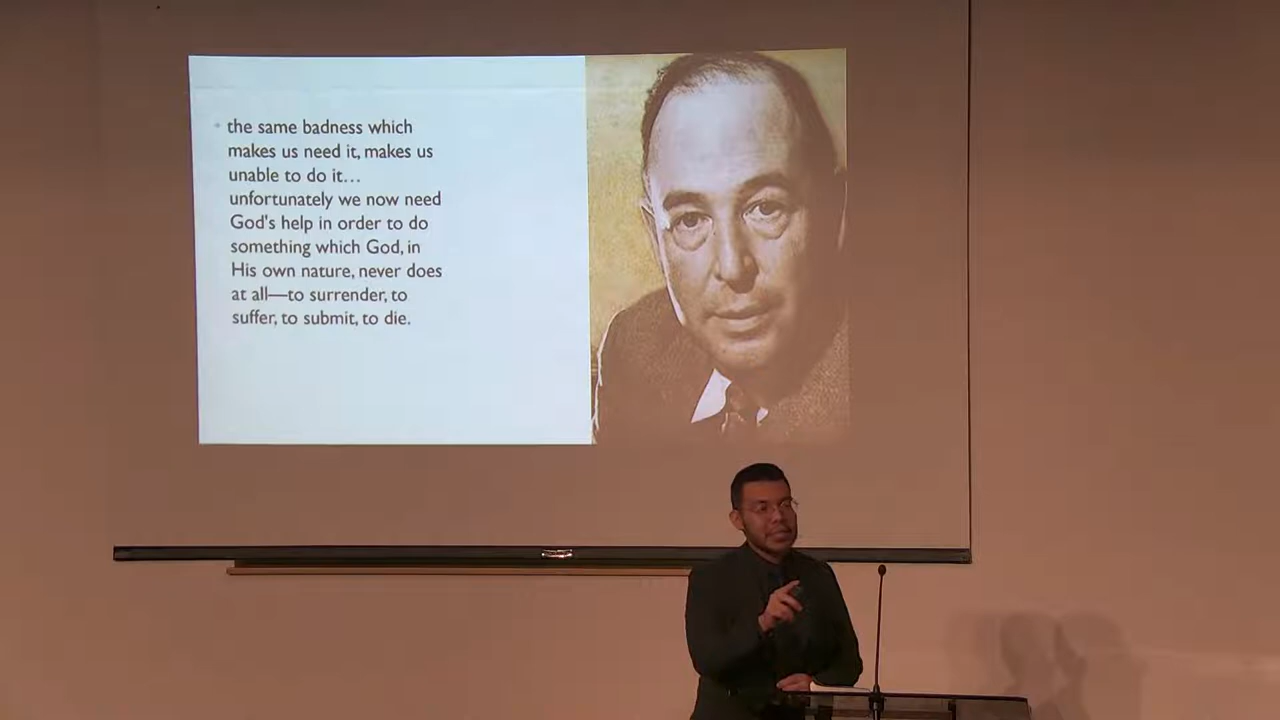 the same badness which
makes us need it, makes us
unable to do it…
unfortunately we now need
God's help in order to do
something which God, in
His own nature, never does
at all—to surrender, to
suffer, to submit, to die.